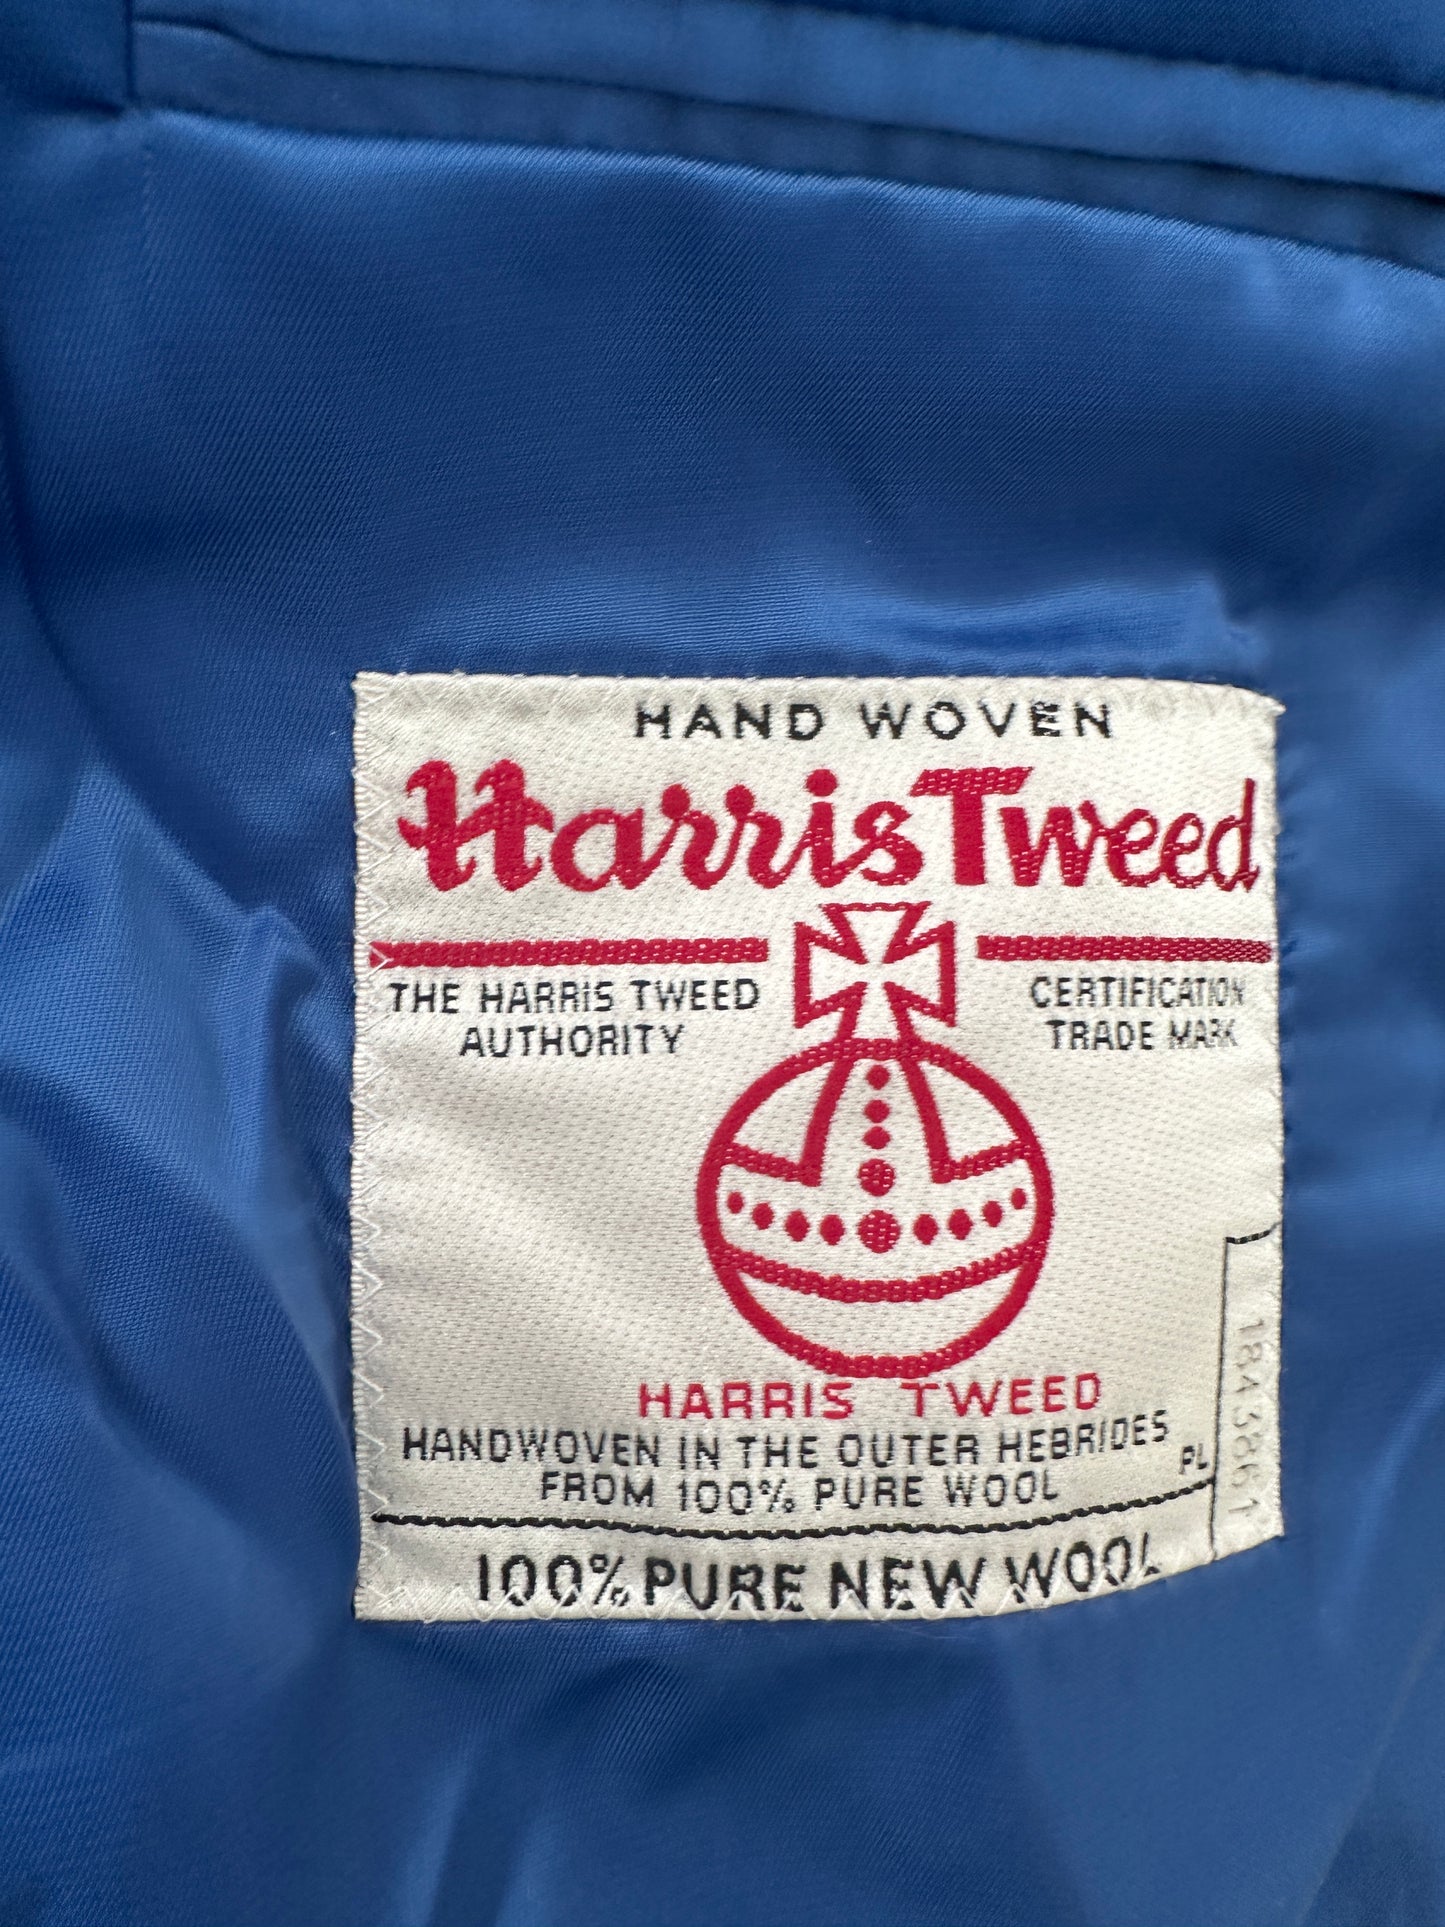 HAND WOVEN
Harris Tweed
THE HARRIS TWEED
AUTHORITY
CERTIFICATION
TRADE MARK
HARRIS TWEED
HANDWOVEN IN THE OUTER HEBRIDES
FROM 100% PURE WOOL
PL
1843861
100% PURE NEW WOOL